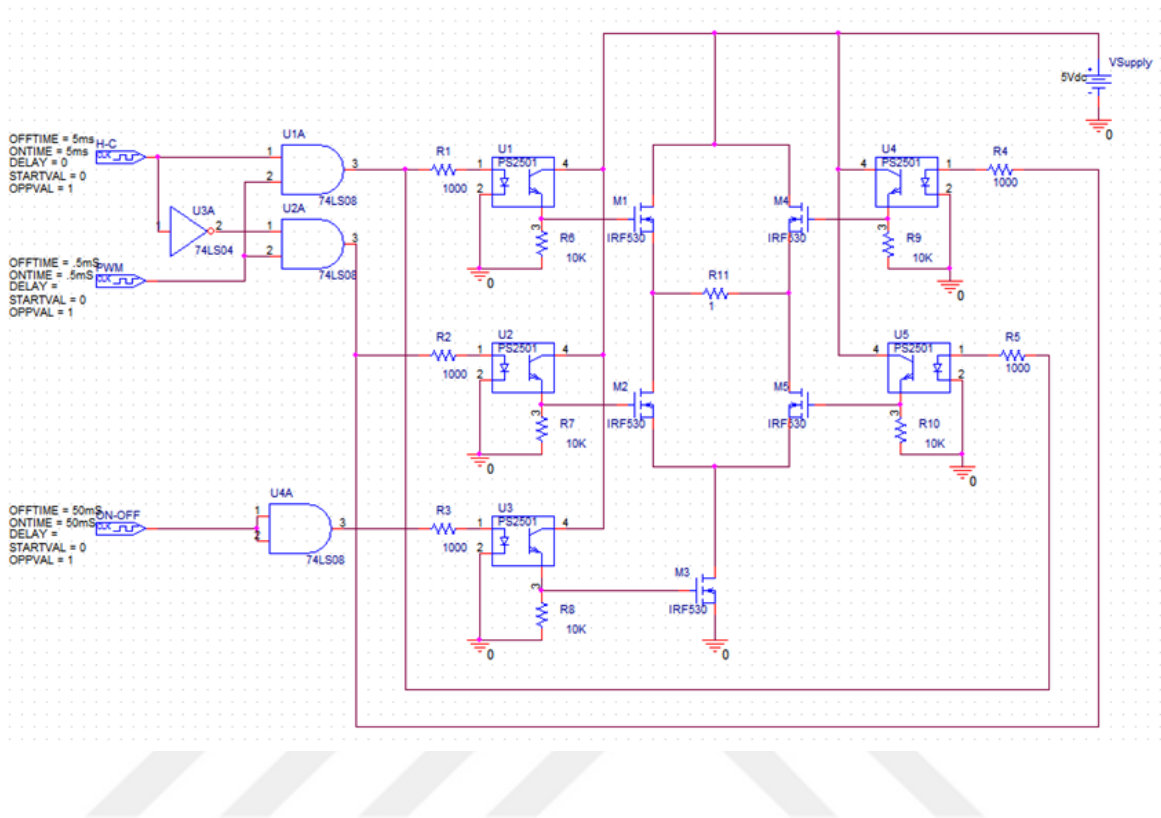 VSupply
5Vdc
0
OFFTIME = 5ms H-C
ONTIME = 5ms CLK
DELAY = 0
STARTVAL = 0
OPPVAL = 1
U1A
1
2
3
74LS08
U3A
1
2
74LS04
U2A
1
2
3
74LS08
OFFTIME = .5mS PWM
ONTIME = .5mS CLK
DELAY =
STARTVAL = 0
OPPVAL = 1
R1
1000
U1
PS2501
1
2
4
3
R6
10K
0
M1
IRF530
M4
IRF530
U4
PS2501
4
1
2
3
R4
1000
R9
10K
0
R11
1
R2
1000
U2
PS2501
1
2
4
3
R7
10K
0
M2
IRF530
M5
IRF530
U5
PS2501
4
1
2
3
R5
1000
R10
10K
0
OFFTIME = 50mS ON-OFF
ONTIME = 50mS CLK
DELAY =
STARTVAL = 0
OPPVAL = 1
U4A
1
2
3
74LS08
R3
1000
U3
PS2501
1
2
4
3
R8
10K
0
M3
IRF530
0